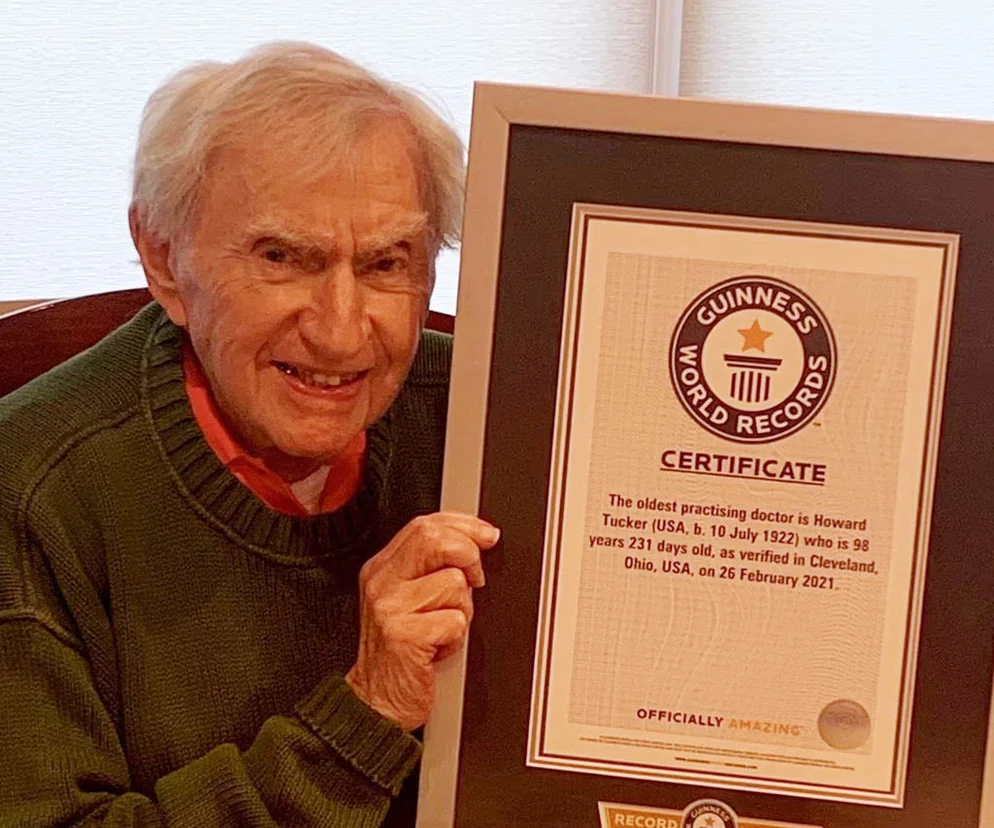 GUINNESS
WORLD RECORDS
CERTIFICATE
The oldest practising doctor is Howard
Tucker (USA, b. 10 July 1922) who is 98
years 231 days old, as verified in Cleveland,
Ohio, USA, on 26 February 2021.
OFFICIALLY AMAZING
RECORD
GUINNESS